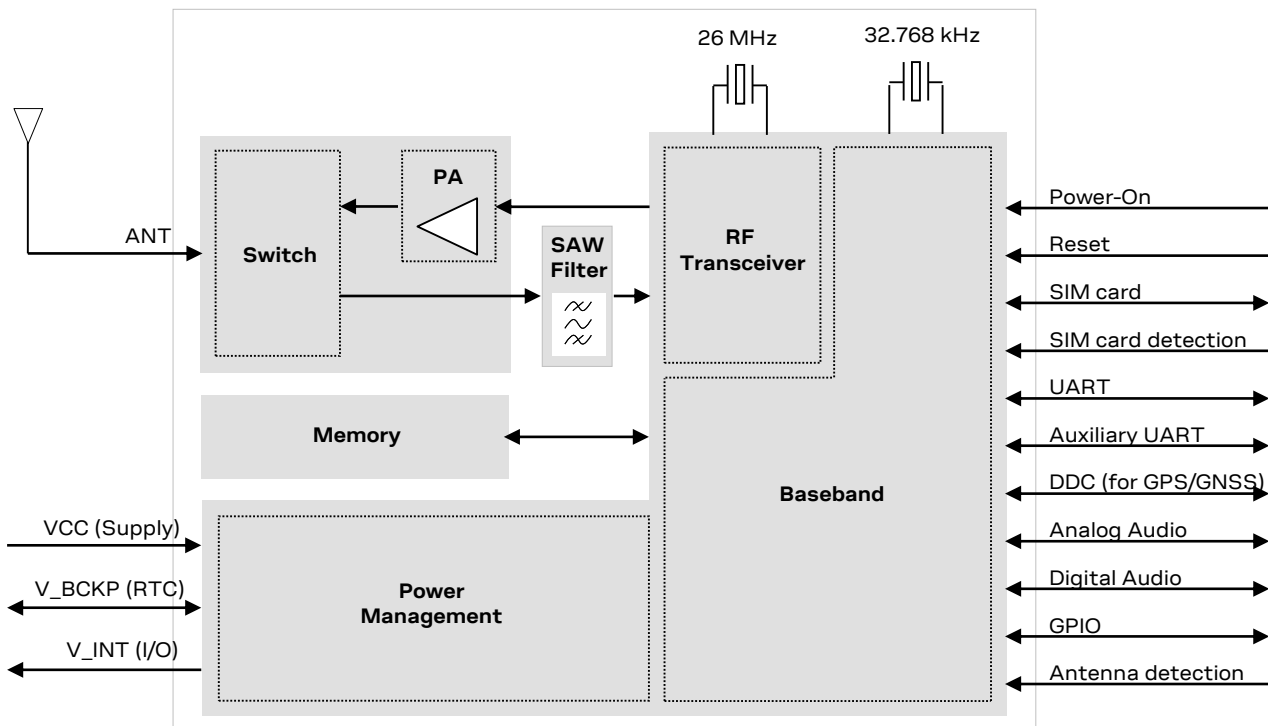 26 MHz
32.768 kHz
ANT
Switch
PA
SAW
Filter
RF
Transceiver
Memory
Baseband
VCC (Supply)
V_BCKP (RTC)
V_INT (I/O)
Power
Management
Power-On
Reset
SIM card
SIM card detection
UART
Auxiliary UART
DDC (for GPS/GNSS)
Analog Audio
Digital Audio
GPIO
Antenna detection